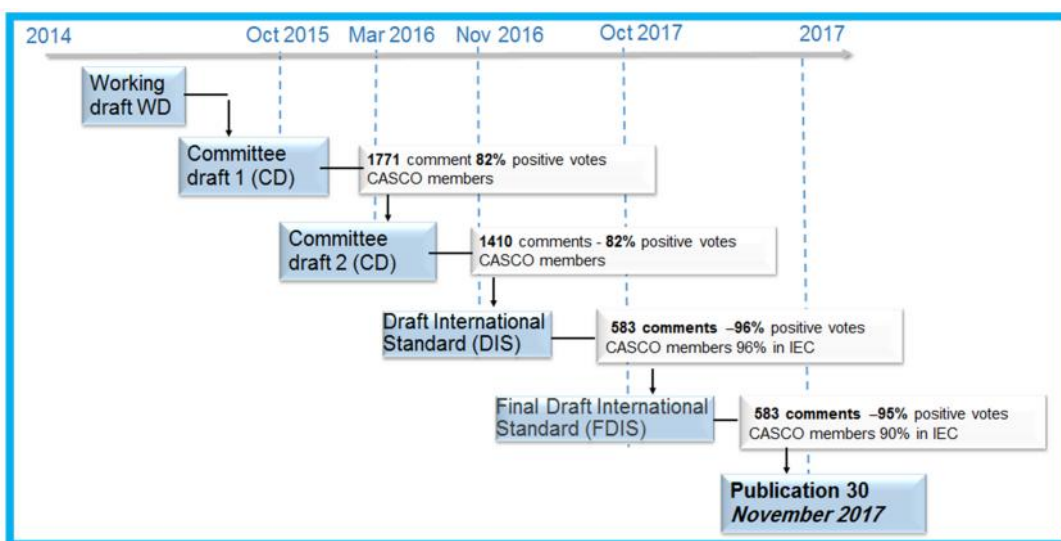 2014
Oct 2015
Mar 2016
Nov 2016
Oct 2017
2017
Working
draft WD
Committee
draft 1 (CD)
1771 comment 82% positive votes
CASCO members
Committee
draft 2 (CD)
1410 comments - 82% positive votes
CASCO members
Draft International
Standard (DIS)
583 comments –96% positive votes
CASCO members 96% in IEC
Final Draft International
Standard (FDIS)
583 comments –95% positive votes
CASCO members 90% in IEC
Publication 30
November 2017